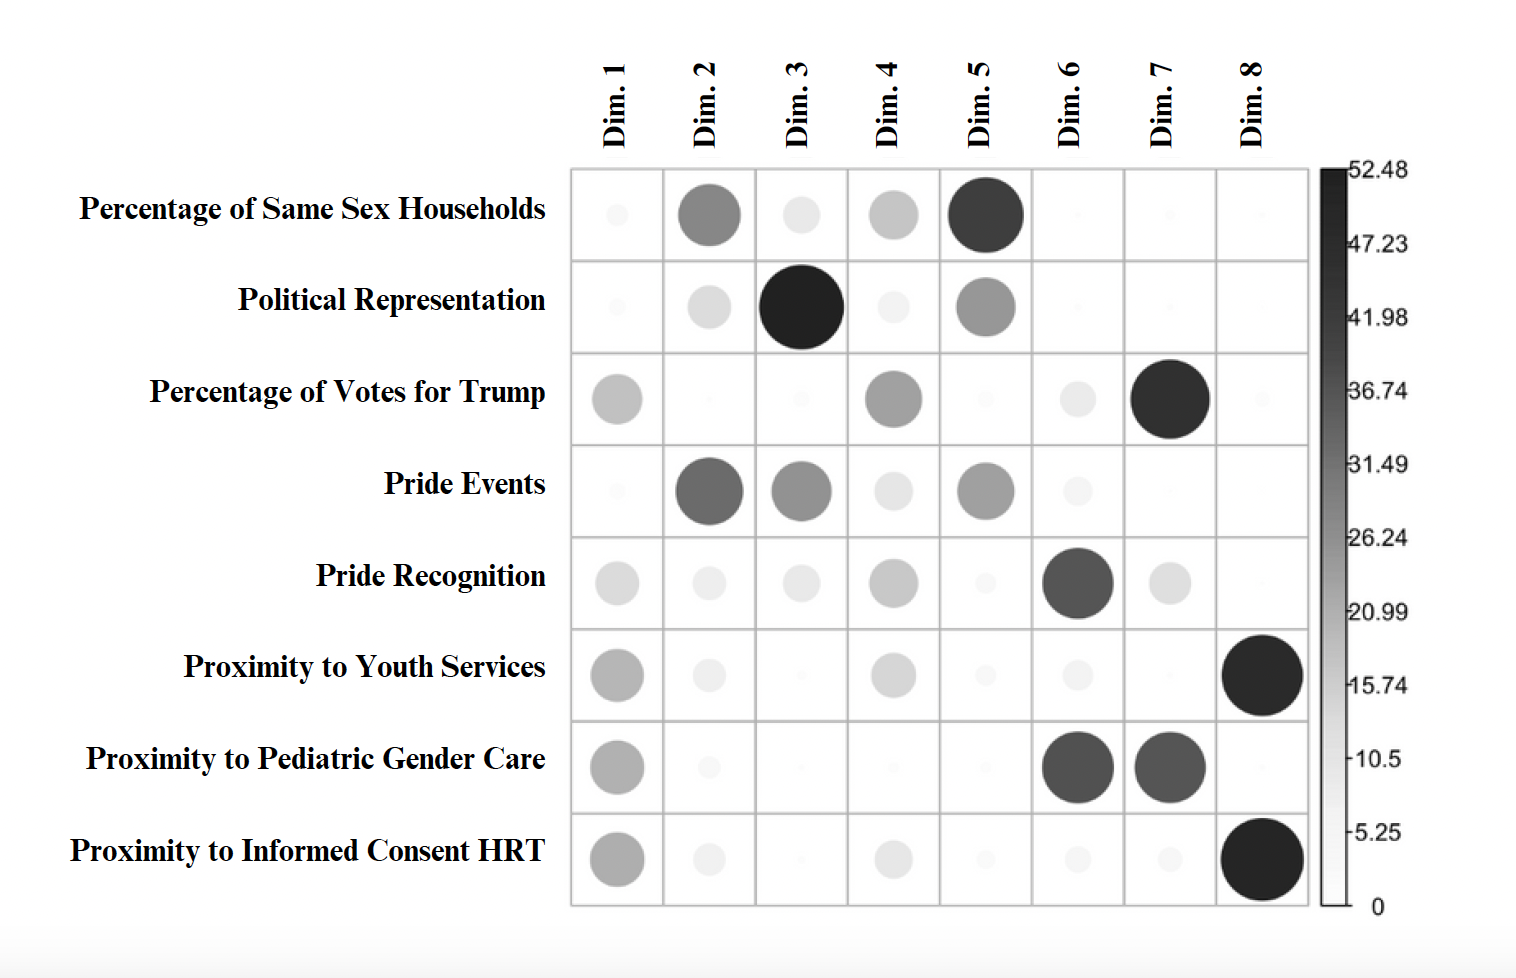 Dim. 1
Dim. 2
Dim. 3
Dim. 4
Dim. 5
Dim. 6
Dim. 7
Dim. 8
Percentage of Same Sex Households
Political Representation
Percentage of Votes for Trump
Pride Events
Pride Recognition
Proximity to Youth Services
Proximity to Pediatric Gender Care
Proximity to Informed Consent HRT
52.48
47.23
41.98
36.74
31.49
26.24
20.99
15.74
10.5
5.25
0